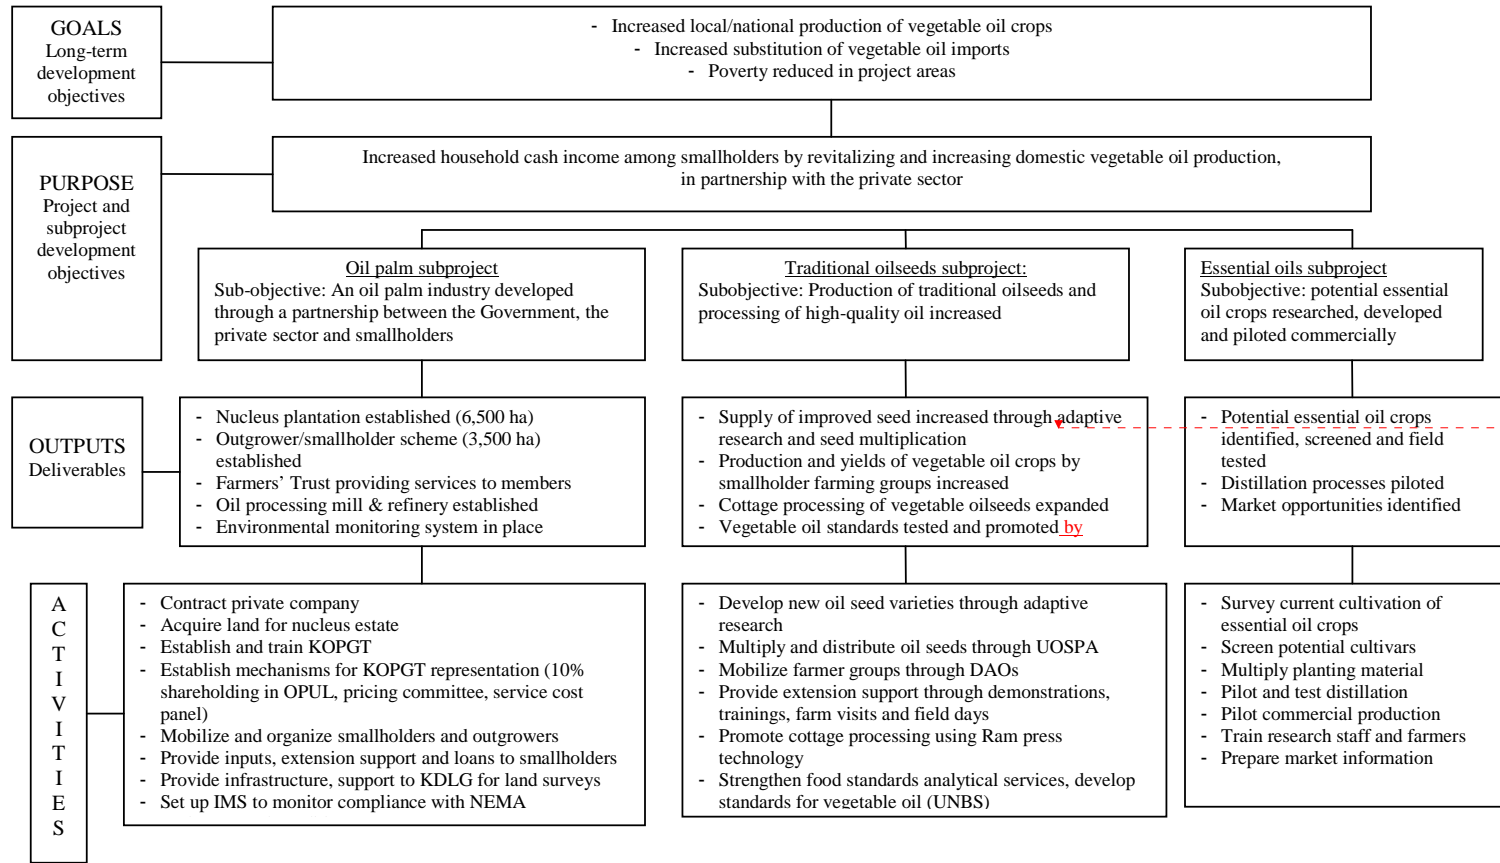 GOALS
Long-term
development
objectives
- Increased local/national production of vegetable oil crops
- Increased substitution of vegetable oil imports
- Poverty reduced in project areas
PURPOSE
Project and
subproject
development
objectives
Increased household cash income among smallholders by revitalizing and increasing domestic vegetable oil production,
in partnership with the private sector
Oil palm subproject
Sub-objective: An oil palm industry developed
through a partnership between the Government, the
private sector and smallholders
Traditional oilseeds subproject:
Subobjective: Production of traditional oilseeds and
processing of high-quality oil increased
Essential oils subproject
Subobjective: potential essential
oil crops researched, developed
and piloted commercially
OUTPUTS
Deliverables
- Nucleus plantation established (6,500 ha)
- Outgrower/smallholder scheme (3,500 ha)
established
- Farmers' Trust providing services to members
- Oil processing mill & refinery established
- Environmental monitoring system in place
- Supply of improved seed increased through adaptive
research and seed multiplication
- Production and yields of vegetable oil crops by
smallholder farming groups increased
- Cottage processing of vegetable oilseeds expanded
- Vegetable oil standards tested and promoted by
- Potential essential oil crops
identified, screened and field
tested
- Distillation processes piloted
- Market opportunities identified
A
C
T
I
V
I
T
I
E
S
- Contract private company
- Acquire land for nucleus estate
- Establish and train KOPGT
- Establish mechanisms for KOPGT representation (10%
shareholding in OPUL, pricing committee, service cost
panel)
- Mobilize and organize smallholders and outgrowers
- Provide inputs, extension support and loans to smallholders
- Provide infrastructure, support to KDLG for land surveys
- Set up IMS to monitor compliance with NEMA
- Develop new oil seed varieties through adaptive
research
- Multiply and distribute oil seeds through UOSPA
- Mobilize farmer groups through DAOs
- Provide extension support through demonstrations,
trainings, farm visits and field days
- Promote cottage processing using Ram press
technology
- Strengthen food standards analytical services, develop
standards for vegetable oil (UNBS)
- Survey current cultivation of
essential oil crops
- Screen potential cultivars
- Multiply planting material
- Pilot and test distillation
- Pilot commercial production
- Train research staff and farmers
- Prepare market information